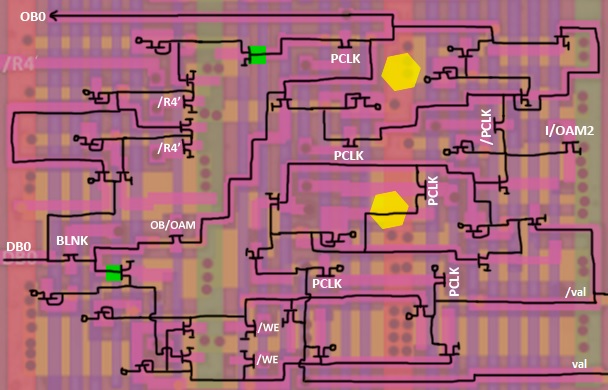 OB0
PCLK
/R4'
/R4'
/PCLK
I/OAM2
/R4'
PCLK
PCLK
OB/OAM
DB0
BLNK
DB0
PCLK
PCLK
/val
/WE
/WE
val